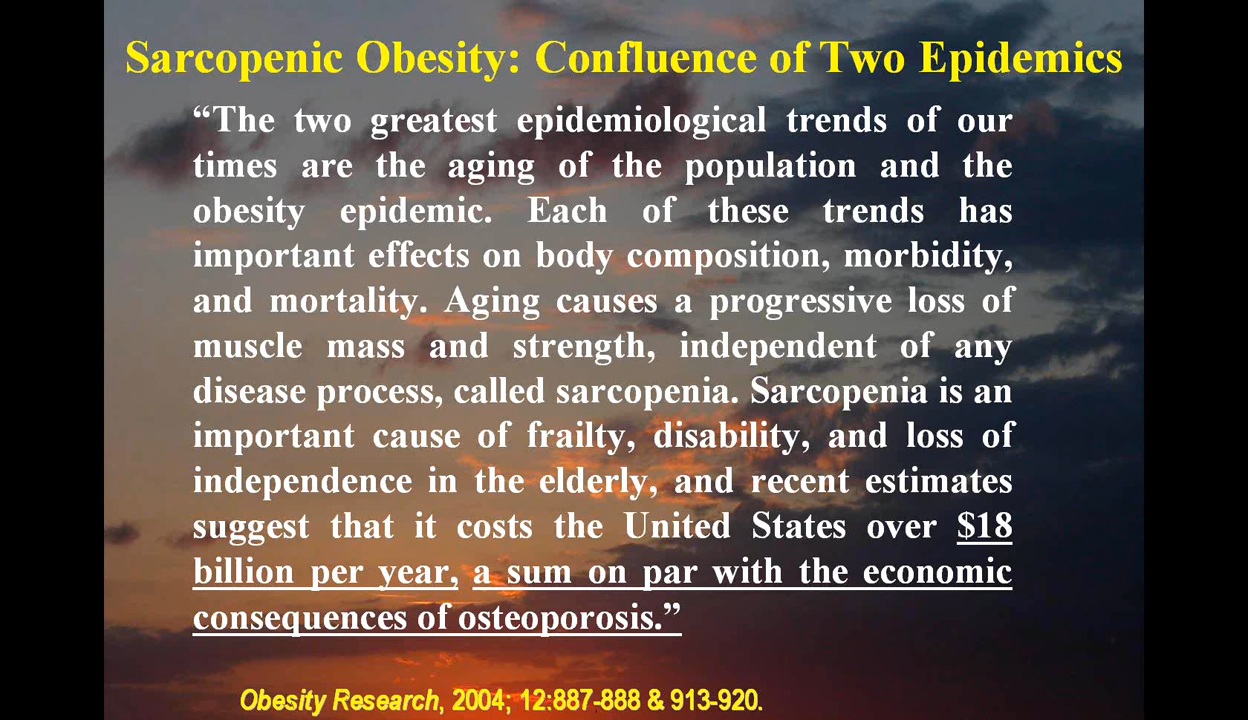 Sarcopenic Obesity: Confluence of Two Epidemics
“The two greatest epidemiological trends of our
times are the aging of the population and the
obesity epidemic. Each of these trends has
important effects on body composition, morbidity,
and mortality. Aging causes a progressive loss of
muscle mass and strength, independent of any
disease process, called sarcopenia. Sarcopenia is an
important cause of frailty, disability, and loss of
independence in the elderly, and recent estimates
suggest that it costs the United States over $18
billion per year, a sum on par with the economic
consequences of osteoporosis.”
Obesity Research, 2004; 12:887-888 & 913-920.